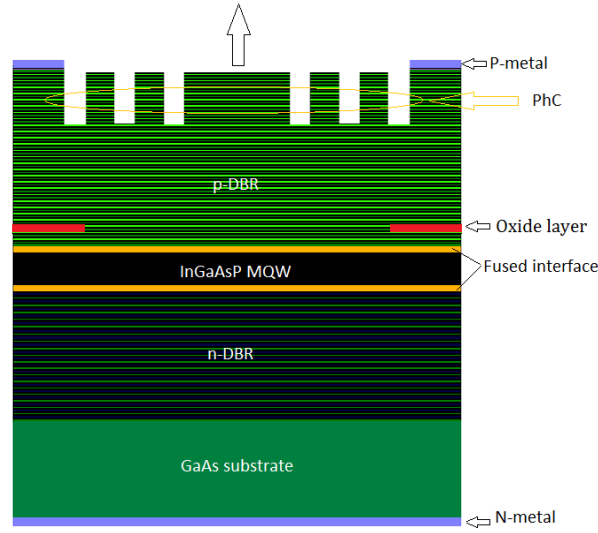 P-metal
PhC
p-DBR
Oxide layer
Fused interface
InGaAsP MQW
n-DBR
GaAs substrate
N-metal